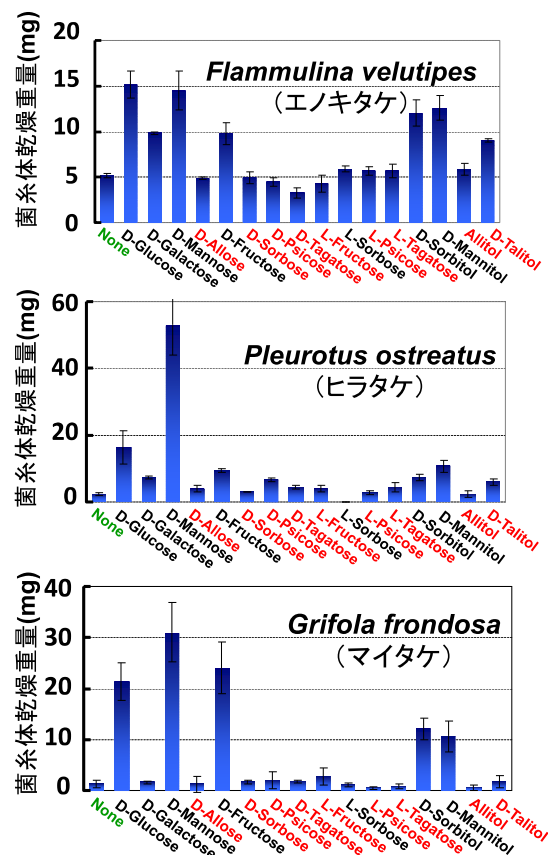 菌糸体乾燥重量(mg)
20
15
10
5
0
Flammulina velutipes
（エノキタケ）
None
D-Glucose
D-Galactose
D-Mannose
D-Allose
D-Fructose
D-Sorbose
D-Psicose
D-Tagatose
L-Fructose
L-Sorbose
L-Psicose
L-Tagatose
D-Sorbitol
D-Mannitol
Allitol
D-Talitol
菌糸体乾燥重量(mg)
60
40
20
0
Pleurotus ostreatus
（ヒラタケ）
None
D-Glucose
D-Galactose
D-Mannose
D-Allose
D-Fructose
D-Sorbose
D-Psicose
D-Tagatose
L-Fructose
L-Sorbose
L-Psicose
L-Tagatose
D-Sorbitol
D-Mannitol
Allitol
D-Talitol
菌糸体乾燥重量(mg)
40
30
20
10
0
Grifola frondosa
（マイタケ）
None
D-Glucose
D-Galactose
D-Mannose
D-Allose
D-Fructose
D-Sorbose
D-Psicose
D-Tagatose
L-Fructose
L-Sorbose
L-Psicose
L-Tagatose
D-Sorbitol
D-Mannitol
Allitol
D-Talitol